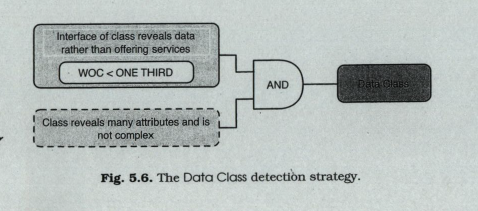 Interface of class reveals data
rather than offering services
WOC < ONE THIRD
AND
Data Class
Class reveals many attributes and is
not complex
Fig. 5.6. The Data Class detection strategy.